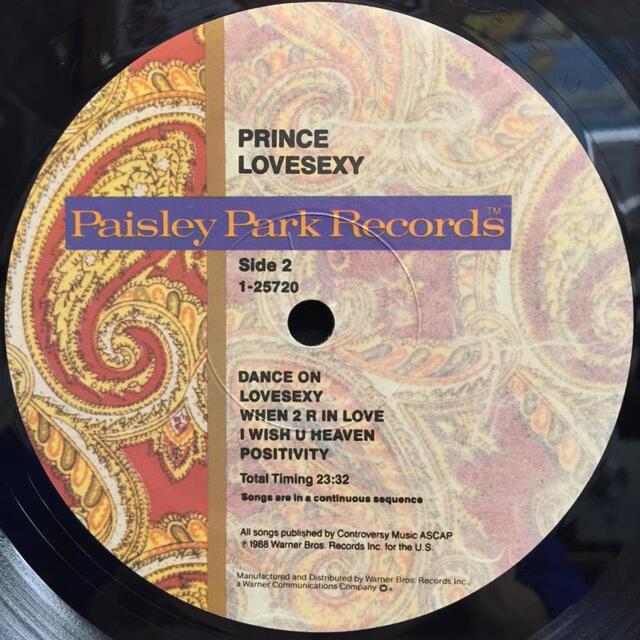 PRINCE
LOVESEXY
Paisley Park Records™
Side 2
1-25720
DANCE ON
LOVESEXY
WHEN 2 R IN LOVE
I WISH U HEAVEN
POSITIVITY
Total Timing 23:32
Songs are in a continuous sequence
All songs published by Controversy Music ASCAP
℗ 1988 Warner Bros. Records Inc. for the U.S.
Manufactured and Distributed by Warner Bros. Records Inc.,
a Warner Communications Company